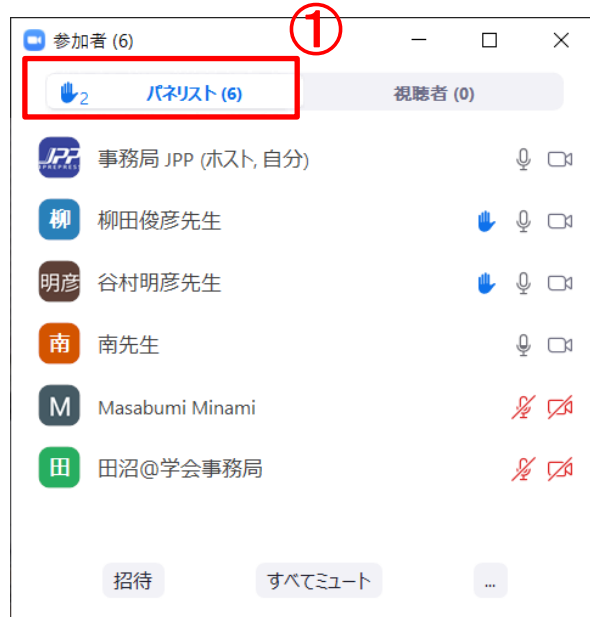 参加者 (6)
①
2 パネリスト (6)
視聴者 (0)
JPP 事務局 JPP (ホスト, 自分)
柳 柳田俊彦先生
明彦 谷村明彦先生
南 南先生
M Masabumi Minami
田 田沼@学会事務局
招待 すべてミュート ...